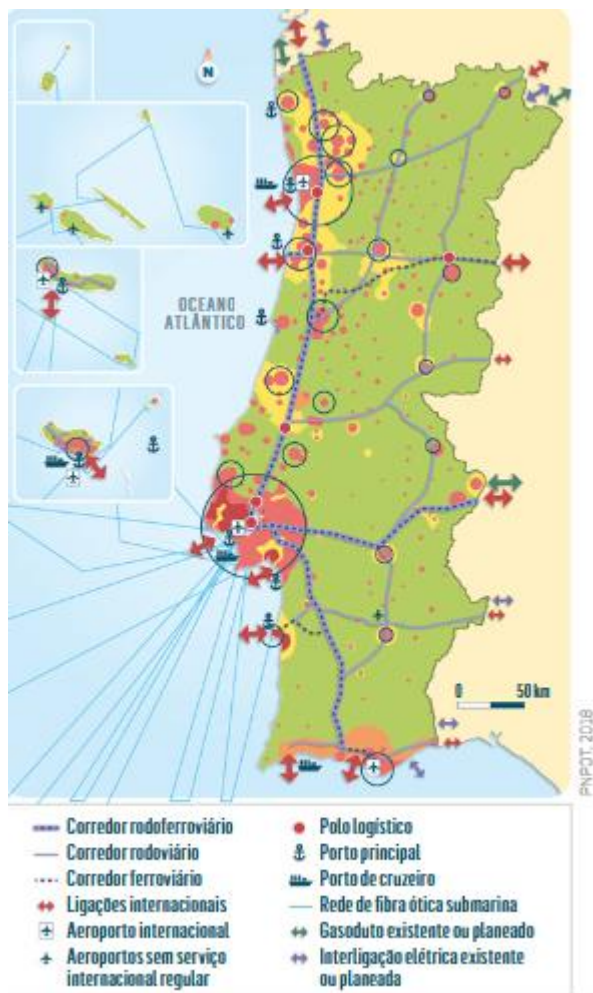 N
OCEANO
ATLÂNTICO
0 50 km
PNPOT, 2018
Corredor rodoferroviário
Corredor rodoviário
Corredor ferroviário
Ligações internacionais
Aeroporto internacional
Aeroportos sem serviço
internacional regular
Polo logístico
Porto principal
Porto de cruzeiro
Rede de fibra ótica submarina
Gasoduto existente ou planeado
Interligação elétrica existente
ou planeada